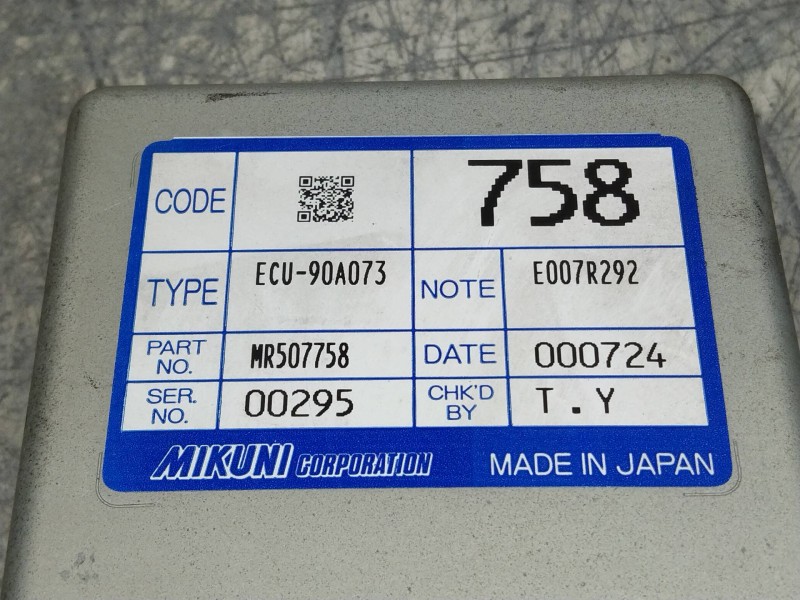 CODE 758
TYPE ECU-90A073 NOTE E007R292
PART NO. MR507758 DATE 000724
SER. NO. 00295 CHK'D BY T.Y
MIKUNI CORPORATION MADE IN JAPAN